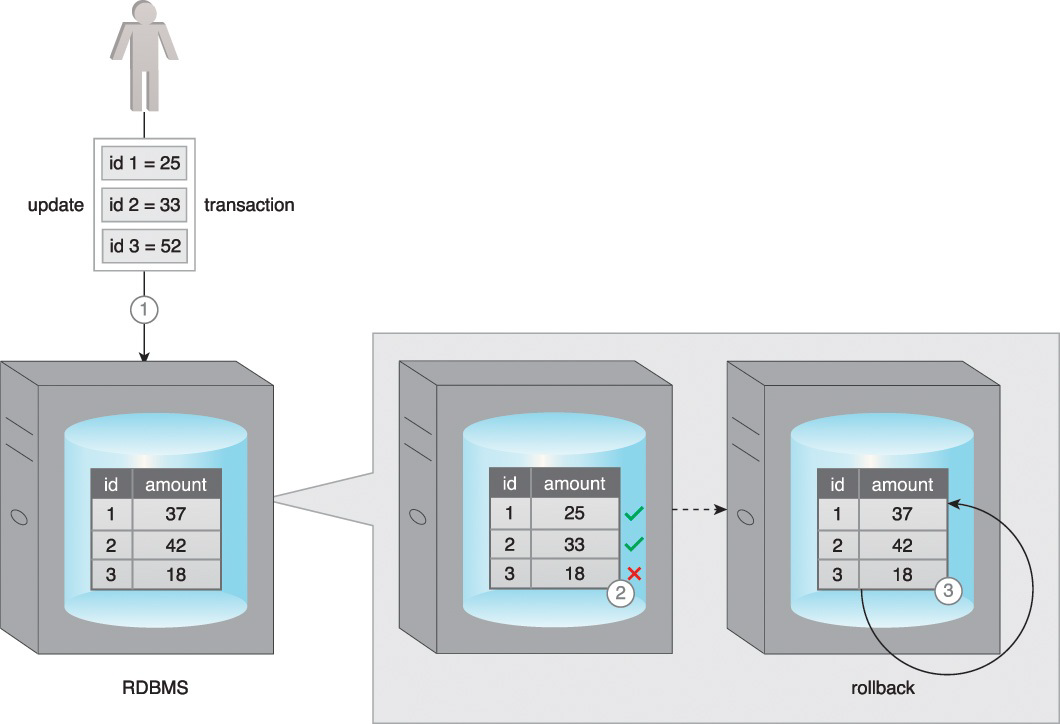 id 1 = 25
update
id 2 = 33
transaction
id 3 = 52
1
id amount
1 37
2 42
3 18
RDBMS
id amount
1 25
2 33
3 18
2
id amount
1 37
2 42
3 18
3
rollback